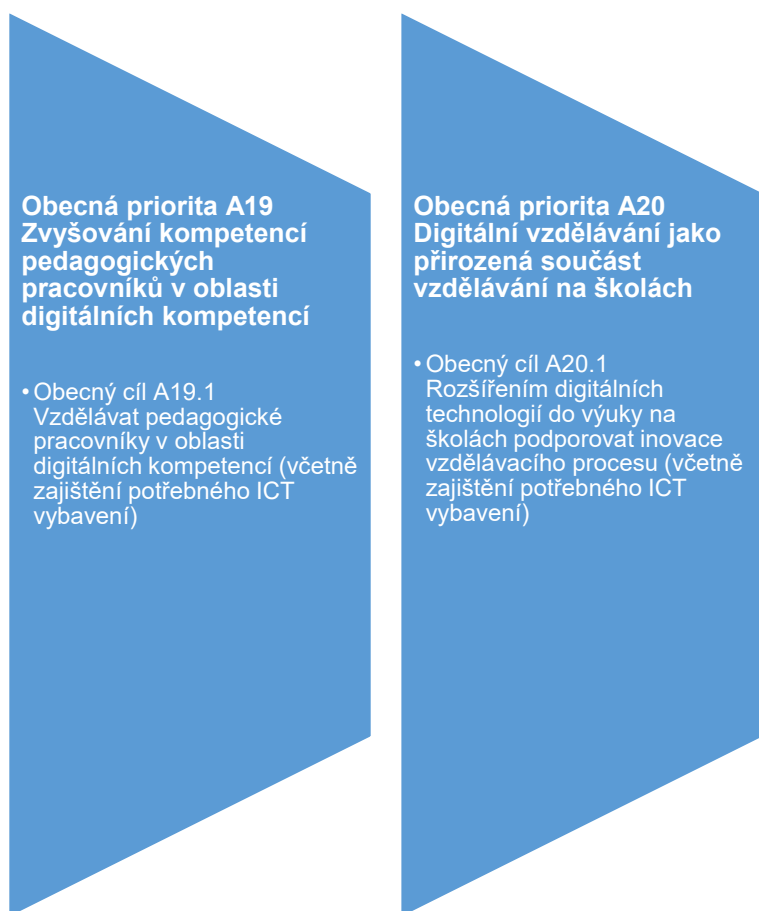 Obecná priorita A19
Zvyšování kompetencí
pedagogických
pracovníků v oblasti
digitálních kompetencí
• Obecný cíl A19.1
Vzdělávat pedagogické
pracovníky v oblasti
digitálních kompetencí (včetně
zajištění potřebného ICT
vybavení)
Obecná priorita A20
Digitální vzdělávání jako
přirozená součást
vzdělávání na školách
• Obecný cíl A20.1
Rozšířením digitálních
technologií do výuky na
školách podporovat inovace
vzdělávacího procesu (včetně
zajištění potřebného ICT
vybavení)